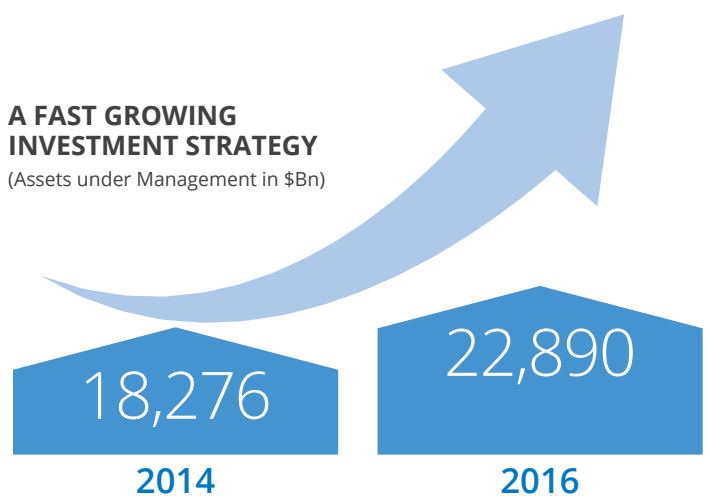 A FAST GROWING
INVESTMENT STRATEGY
(Assets under Management in $Bn)
18,276
22,890
2014
2016